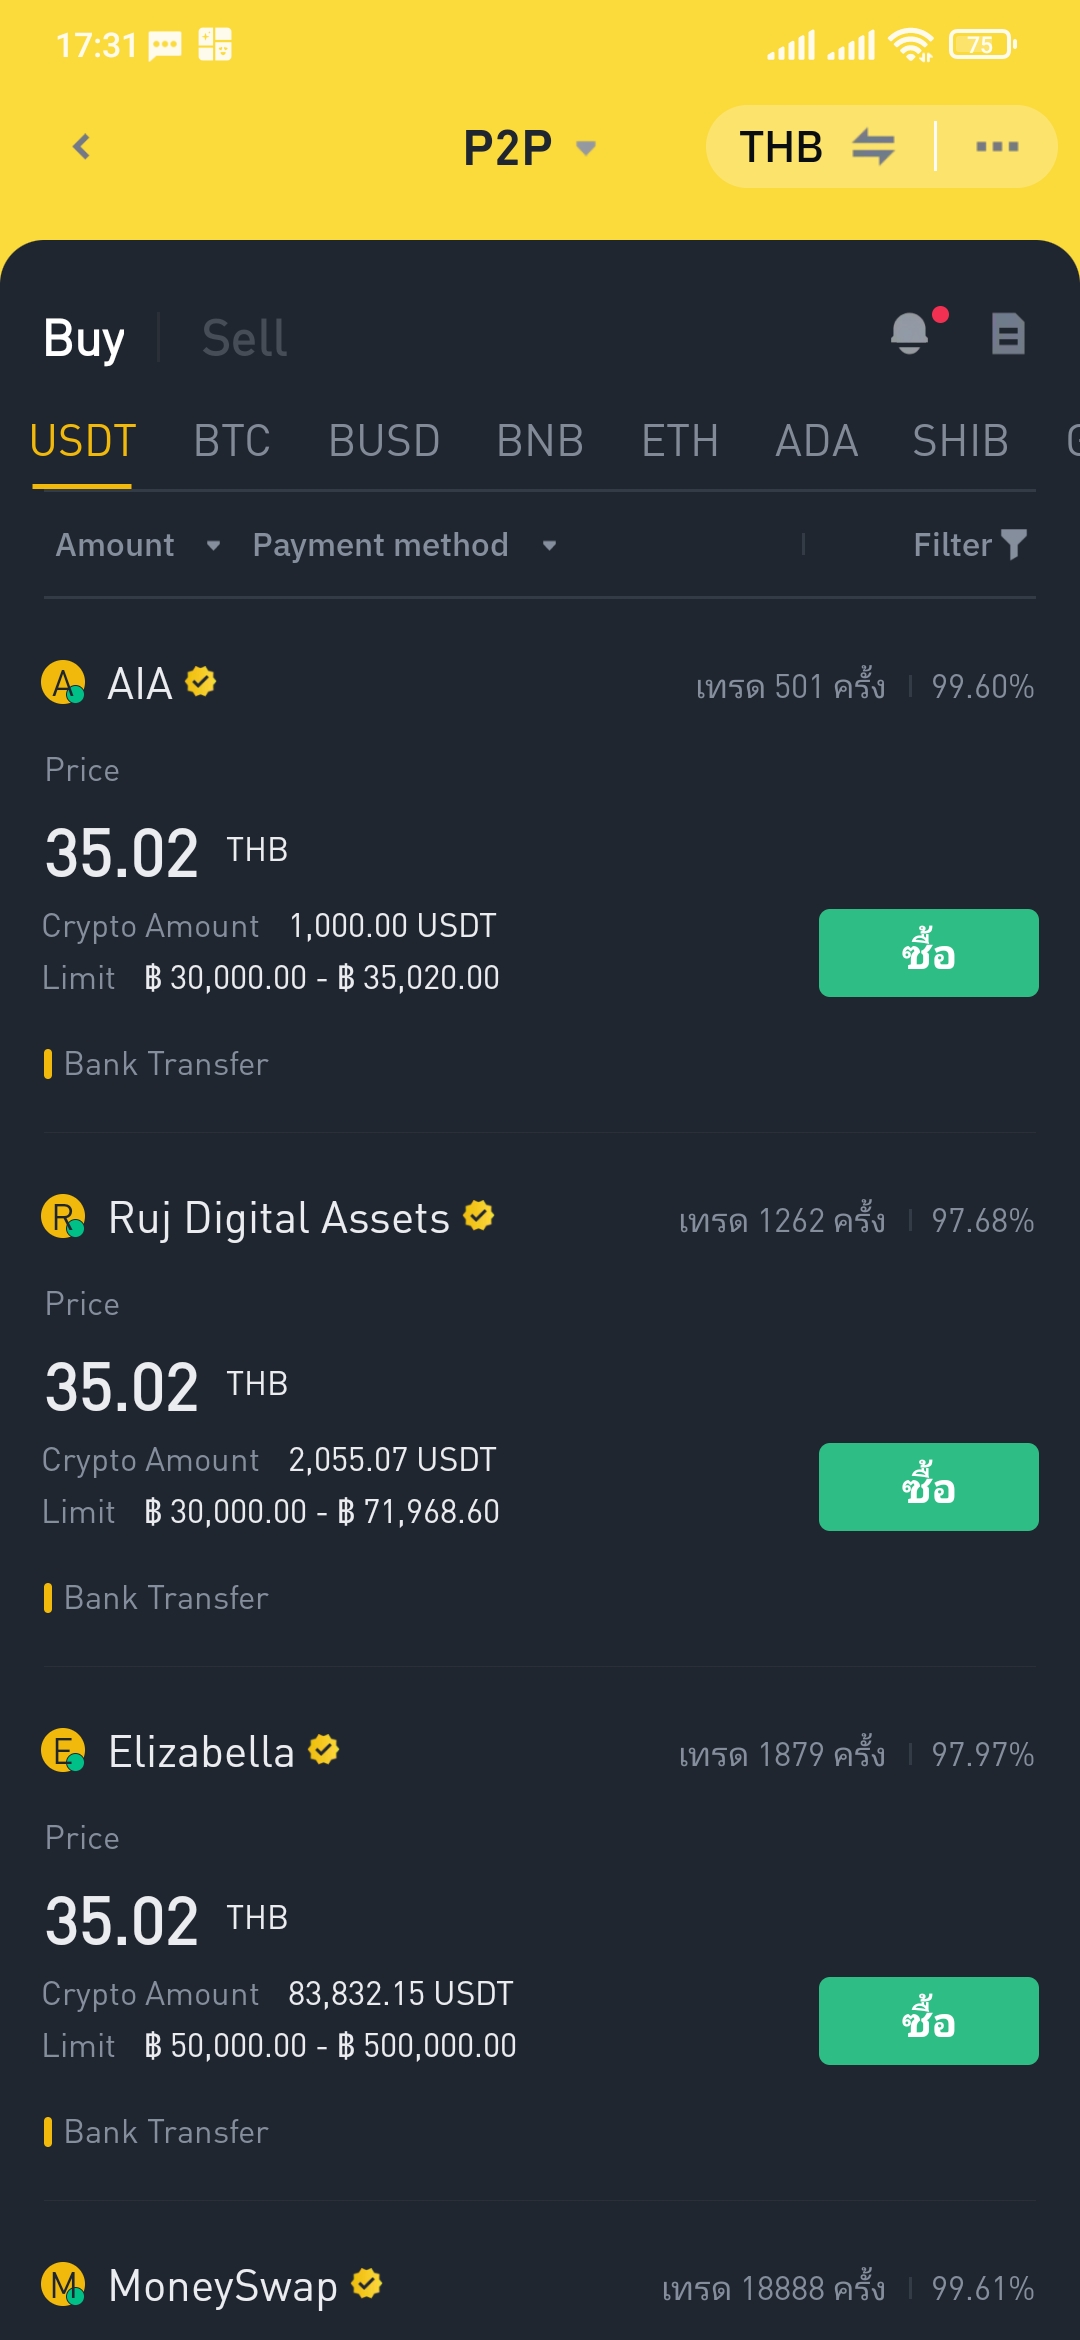 17:31
75
P2P
THB
Buy Sell
USDT BTC BUSD BNB ETH ADA SHIB
Amount Payment method Filter
A AIA เทรด 501 ครั้ง 99.60%
Price
35.02 THB
Crypto Amount 1,000.00 USDT
Limit ฿ 30,000.00 - ฿ 35,020.00
ซื้อ
Bank Transfer
R Ruj Digital Assets เทรด 1262 ครั้ง 97.68%
Price
35.02 THB
Crypto Amount 2,055.07 USDT
Limit ฿ 30,000.00 - ฿ 71,968.60
ซื้อ
Bank Transfer
E Elizabella เทรด 1879 ครั้ง 97.97%
Price
35.02 THB
Crypto Amount 83,832.15 USDT
Limit ฿ 50,000.00 - ฿ 500,000.00
ซื้อ
Bank Transfer
M MoneySwap เทรด 18888 ครั้ง 99.61%